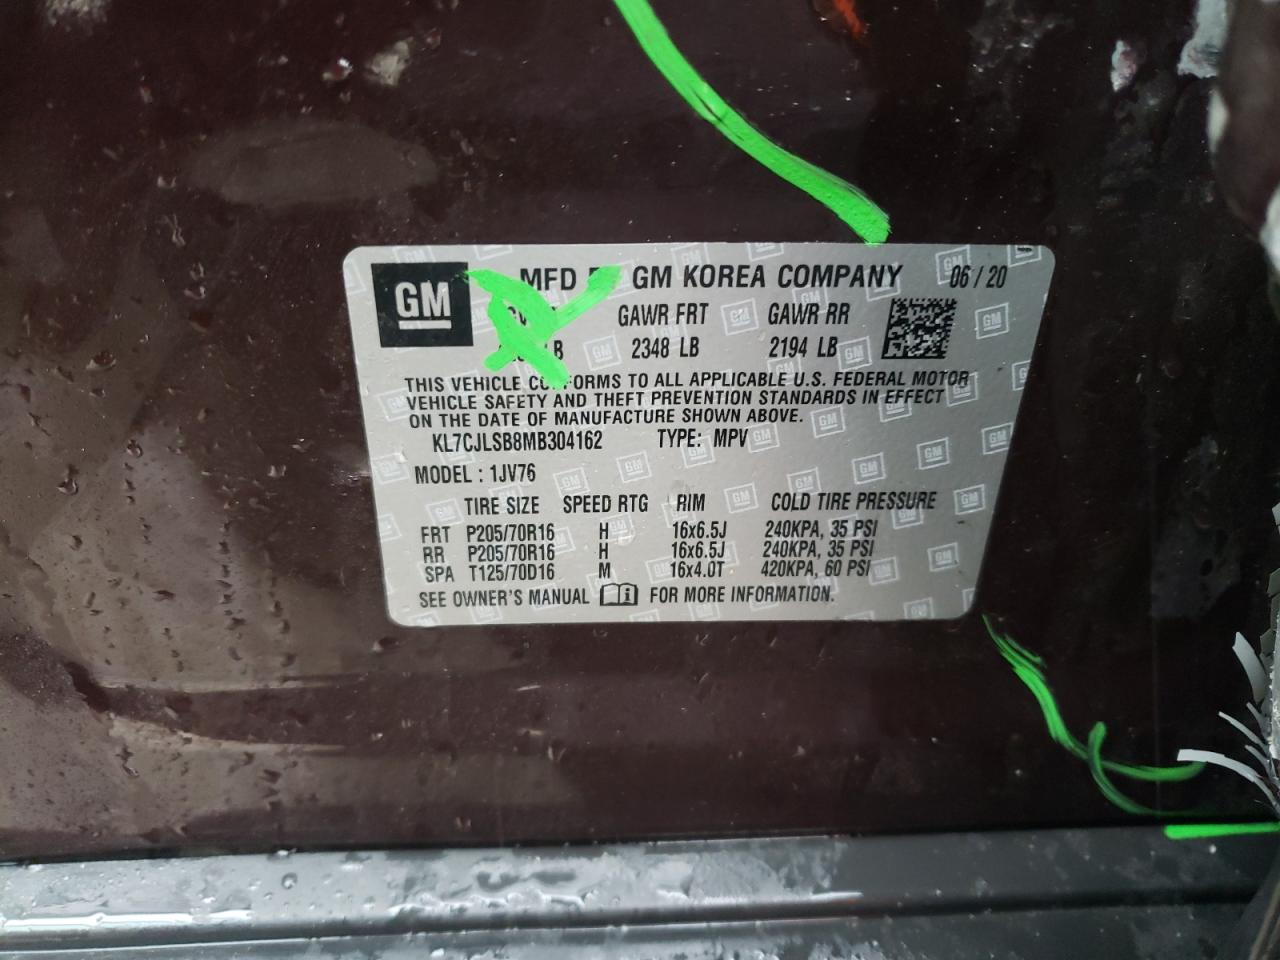 GM
MFD GM KOREA COMPANY 06/20
GAWR FRT GAWR RR
2348 LB 2194 LB
THIS VEHICLE CONFORMS TO ALL APPLICABLE U.S. FEDERAL MOTOR
VEHICLE SAFETY AND THEFT PREVENTION STANDARDS IN EFFECT
ON THE DATE OF MANUFACTURE SHOWN ABOVE.
KL7CJLSB8MB304162 TYPE: MPV
MODEL : 1JV76
TIRE SIZE SPEED RTG RIM COLD TIRE PRESSURE
FRT P205/70R16 H 16x6.5J 240KPA, 35 PSI
RR P205/70R16 H 16x6.5J 240KPA, 35 PSI
SPA T125/70D16 M 16x4.0T 420KPA, 60 PSI
SEE OWNER'S MANUAL FOR MORE INFORMATION.